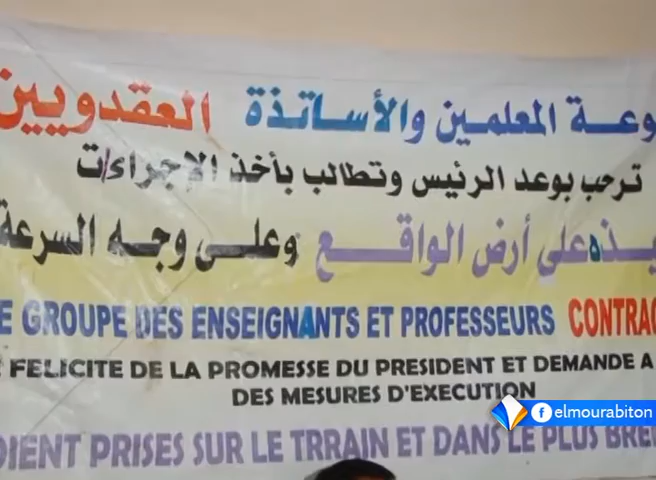 وعة المعلمين والأساتذة العقدويين
ترحب بوعد الرئيس وتطالب بأخذ الإجراءات
يذه على أرض الواقع وعلى وجه السرعة
E GROUPE DES ENSEIGNANTS ET PROFESSEURS CONTRAC
FELICITE DE LA PROMESSE DU PRESIDENT ET DEMANDE A
DES MESURES D'EXECUTION
OIENT PRISES SUR LE TRRAIN ET DANS LE PLUS BRE
elmourabiton